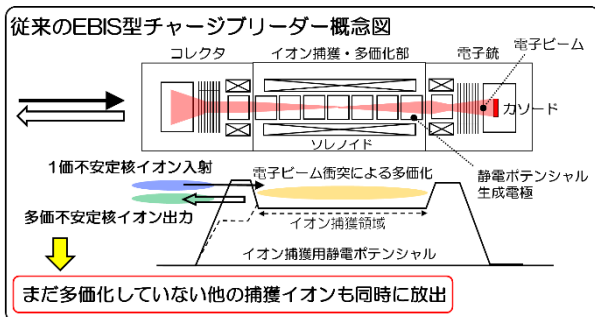 従来のEBIS型チャージブリーダー概念図
コレクタ
イオン捕獲・多価化部
電子銃
電子ビーム
カソード
ソレノイド
静電ポテンシャル
生成電極
1価不安定核イオン入射
電子ビーム衝突による多価化
多価不安定核イオン出力
イオン捕獲領域
イオン捕獲用静電ポテンシャル
まだ多価化していない他の捕獲イオンも同時に放出